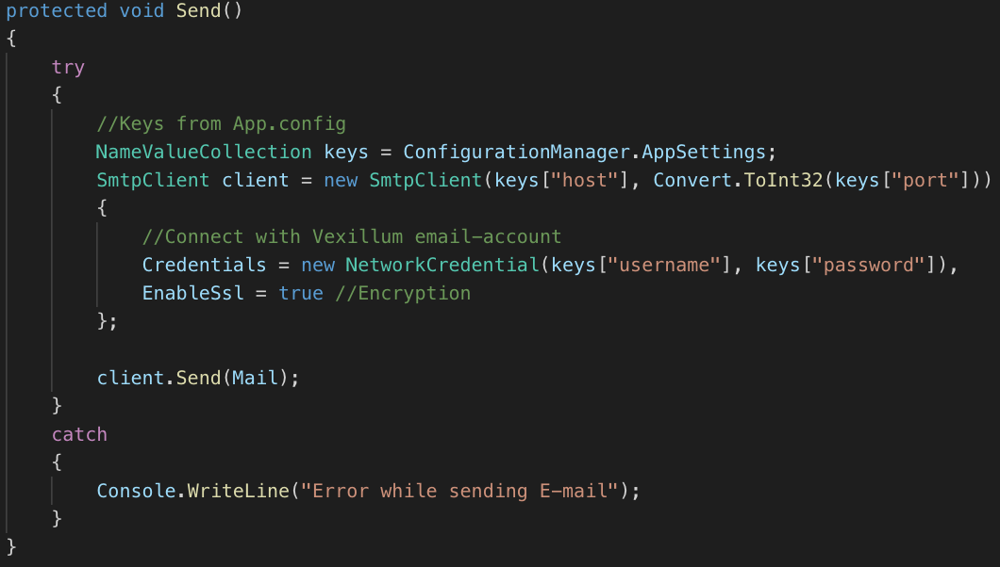 protected void Send()
{
    try
    {
        //Keys from App.config
        NameValueCollection keys = ConfigurationManager.AppSettings;
        SmtpClient client = new SmtpClient(keys["host"], Convert.ToInt32(keys["port"]))
        {
            //Connect with Vexillum email-account
            Credentials = new NetworkCredential(keys["username"], keys["password"]),
            EnableSsl = true //Encryption
        };

        client.Send(Mail);
    }
    catch
    {
        Console.WriteLine("Error while sending E-mail");
    }
}